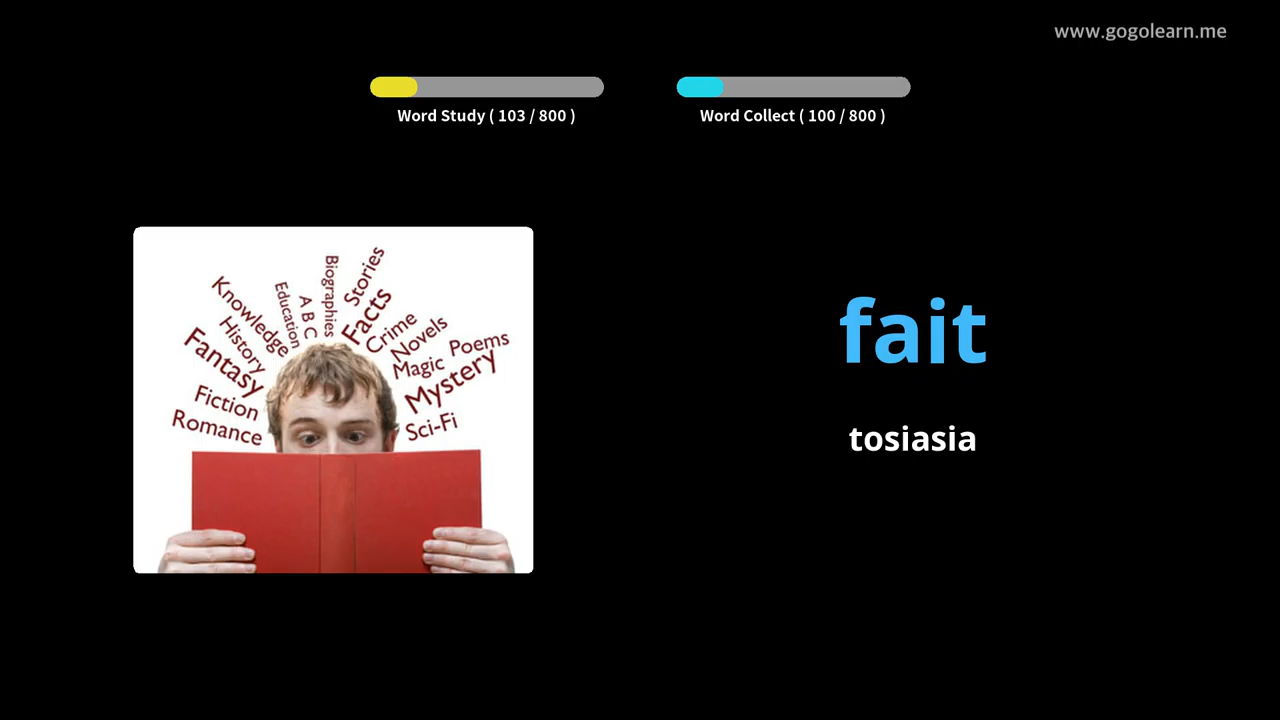 www.gogolearn.me
Word Study ( 103 / 800 )
Word Collect ( 100 / 800 )
Knowledge
History
Fantasy
Fiction
Romance
Education
A B C
Biographies
Stories
Facts
Crime
Novels
Magic
Poems
Mystery
Sci-Fi
fait
tosiasia